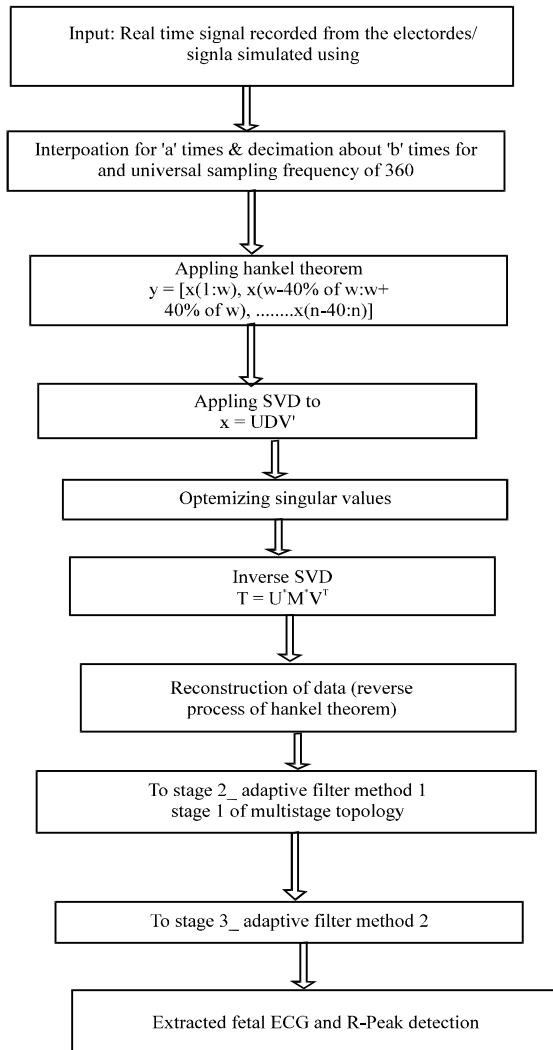 Input: Real time signal recorded from the electordes/
signla simulated using
Interpoation for 'a' times & decimation about 'b' times for
and universal sampling frequency of 360
Appling hankel theorem
y = [x(1:w), x(w-40% of w:w+
40% of w), ........x(n-40:n)]
Appling SVD to
x = UDV'
Optemizing singular values
Inverse SVD
T = U*M*V^T
Reconstruction of data (reverse
process of hankel theorem)
To stage 2_ adaptive filter method 1
stage 1 of multistage topology
To stage 3_ adaptive filter method 2
Extracted fetal ECG and R-Peak detection